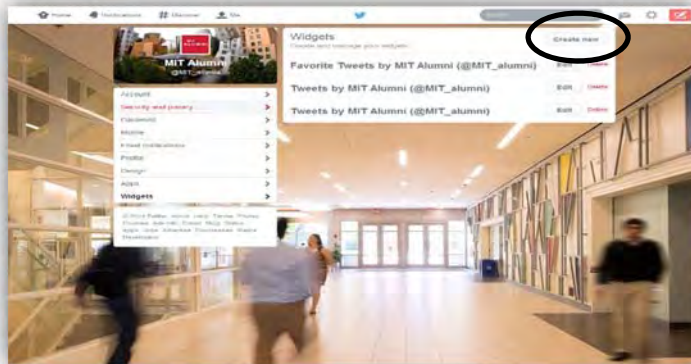 Home Notifications # Discover Me
Widgets
Create and manage your widgets.
Create new
Favorite Tweets by MIT Alumni (@MIT_alumni) Edit Delete
Tweets by MIT Alumni (@MIT_alumni) Edit Delete
Tweets by MIT Alumni (@MIT_alumni) Edit Delete
MIT Alumni
@MIT_alumni
Account
Security and privacy
Password
Mobile
Email notifications
Profile
Design
Apps
Widgets